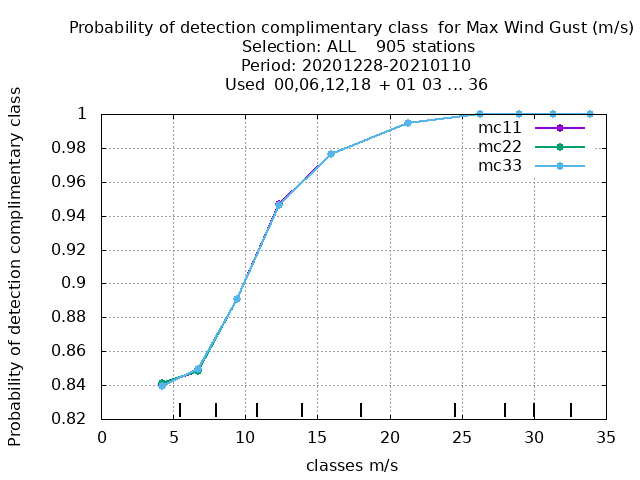 Probability of detection complimentary class  for Max Wind Gust (m/s)
Selection: ALL    905 stations
Period: 20201228-20210110
Used  00,06,12,18  + 01 03 ... 36
Probability of detection complimentary class
1
0.98
0.96
0.94
0.92
0.9
0.88
0.86
0.84
0.82
mc11
mc22
mc33
0 5 10 15 20 25 30 35
classes m/s